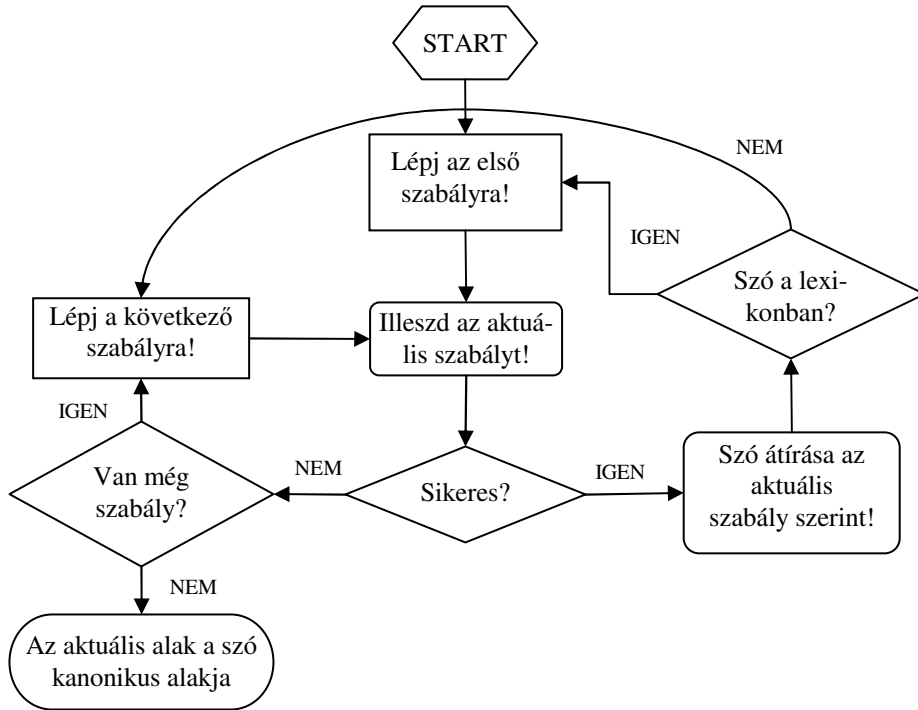 START
NEM
Lépj az első
szabályra!
IGEN
Szó a lexi-
konban?
Lépj a következő
szabályra!
Illeszd az aktuá-
lis szabályt!
IGEN
Van még
szabály?
NEM
Sikeres?
IGEN
Szó átírása az
aktuális
szabály szerint!
NEM
Az aktuális alak a szó
kanonikus alakja